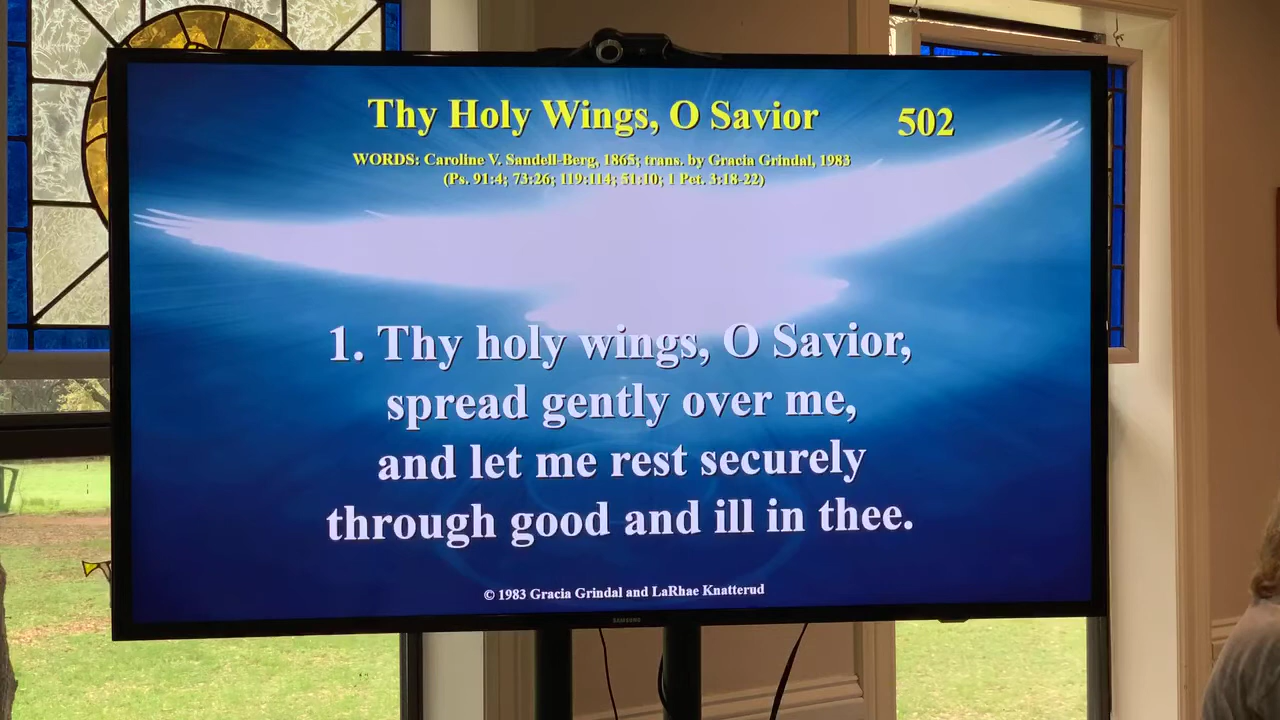 Thy Holy Wings, O Savior 502
WORDS: Caroline V. Sandell-Berg, 1865; trans. by Gracia Grindal, 1983
(Ps. 91:4; 73:26; 119:114; 51:10; 1 Pet. 3:18-22)
1. Thy holy wings, O Savior,
spread gently over me,
and let me rest securely
through good and ill in thee.
© 1983 Gracia Grindal and LaRhae Knatterud
SAMSUNG